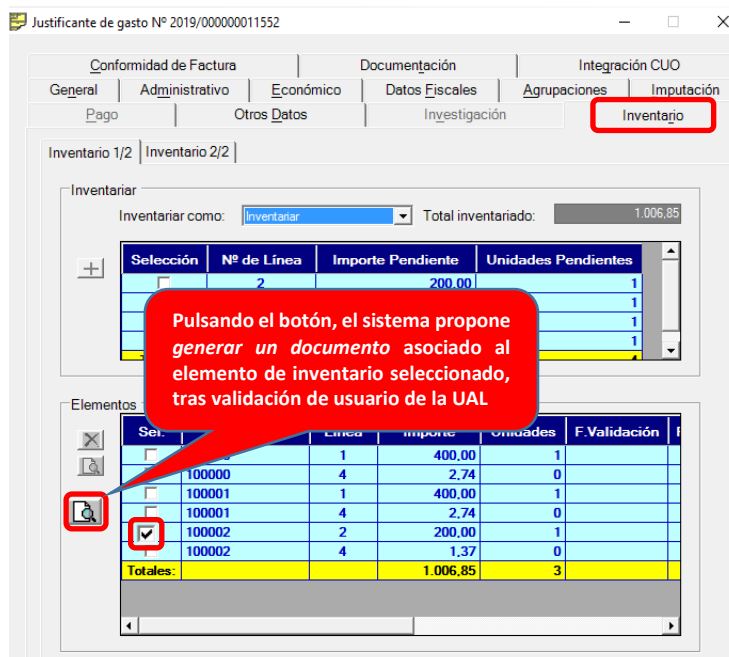 Justificante de gasto Nº 2019/000000011552
Conformidad de Factura Documentación Integración CUO
General Administrativo Económico Datos Fiscales Agrupaciones Imputación
Pago Otros Datos Investigación Inventario
Inventario 1/2 Inventario 2/2
Inventariar
Inventariar como: Inventariar Total inventariado: 1.006,85
Selección Nº de Línea Importe Pendiente Unidades Pendientes
2 200,00 1
1
1
1
4
Pulsando el botón, el sistema propone
generar un documento asociado al
elemento de inventario seleccionado,
tras validación de usuario de la UAL
Elementos
Sel. Línea Importe Unidades F.Validación
1 400,00 1
100000 4 2,74 0
100001 1 400,00 1
100001 4 2,74 0
100002 2 200,00 1
100002 4 1,37 0
Totales: 1.006,85 3